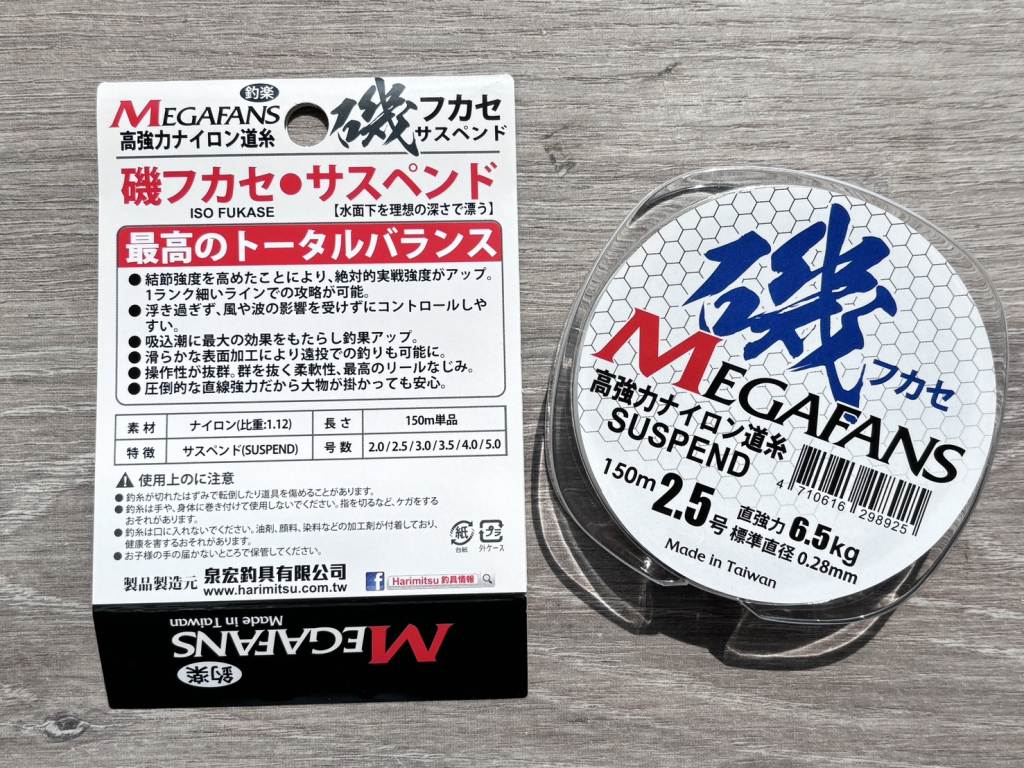 釣楽
MEGAFANS
高強力ナイロン道糸
磯フカセ
サスペンド
磯フカセ●サスペンド
ISO FUKASE
【水面下を理想の深さで漂う】
最高のトータルバランス
● 結節強度を高めたことにより、絶対的実戦強度がアップ。
1ランク細いラインでの攻略が可能。
● 浮き過ぎず、風や波の影響を受けずにコントロールしや
すい。
● 吸込潮に最大の効果をもたらし釣果アップ。
● 滑らかな表面加工により遠投での釣りも可能に。
● 操作性が抜群。群を抜く柔軟性、最高のリールなじみ。
● 圧倒的な直線強力だから大物が掛かっても安心。
素材 ナイロン(比重:1.12) 長さ 150m単品
特徴 サスペンド(SUSPEND) 号数 2.0/2.5/3.0/3.5/4.0/5.0
使用上のに注意
● 釣糸が切れたはずみで転倒したり道具を傷めることがあります。
● 釣糸は手や、身体に巻き付けて使用しないでください。指を切るなど、ケガをする
おそれがあります。
● 釣糸は口に入れないでください。油剤、顔料、染料などの加工剤が付着しており、
健康を害するおそれがあります。
● お子様の手の届かないところで保管してください。
紙
台紙
プラ
外ケース
製品製造元 泉宏釣具有限公司
www.harimitsu.com.tw
f Harimitsu 釣具情報
MEGAFANS
Made in Taiwan
釣楽
磯フカセ
MEGAFANS
高強力ナイロン道糸
SUSPEND
150m 2.5号
4 710616 298925
直強力 6.5kg
標準直径 0.28mm
Made in Taiwan